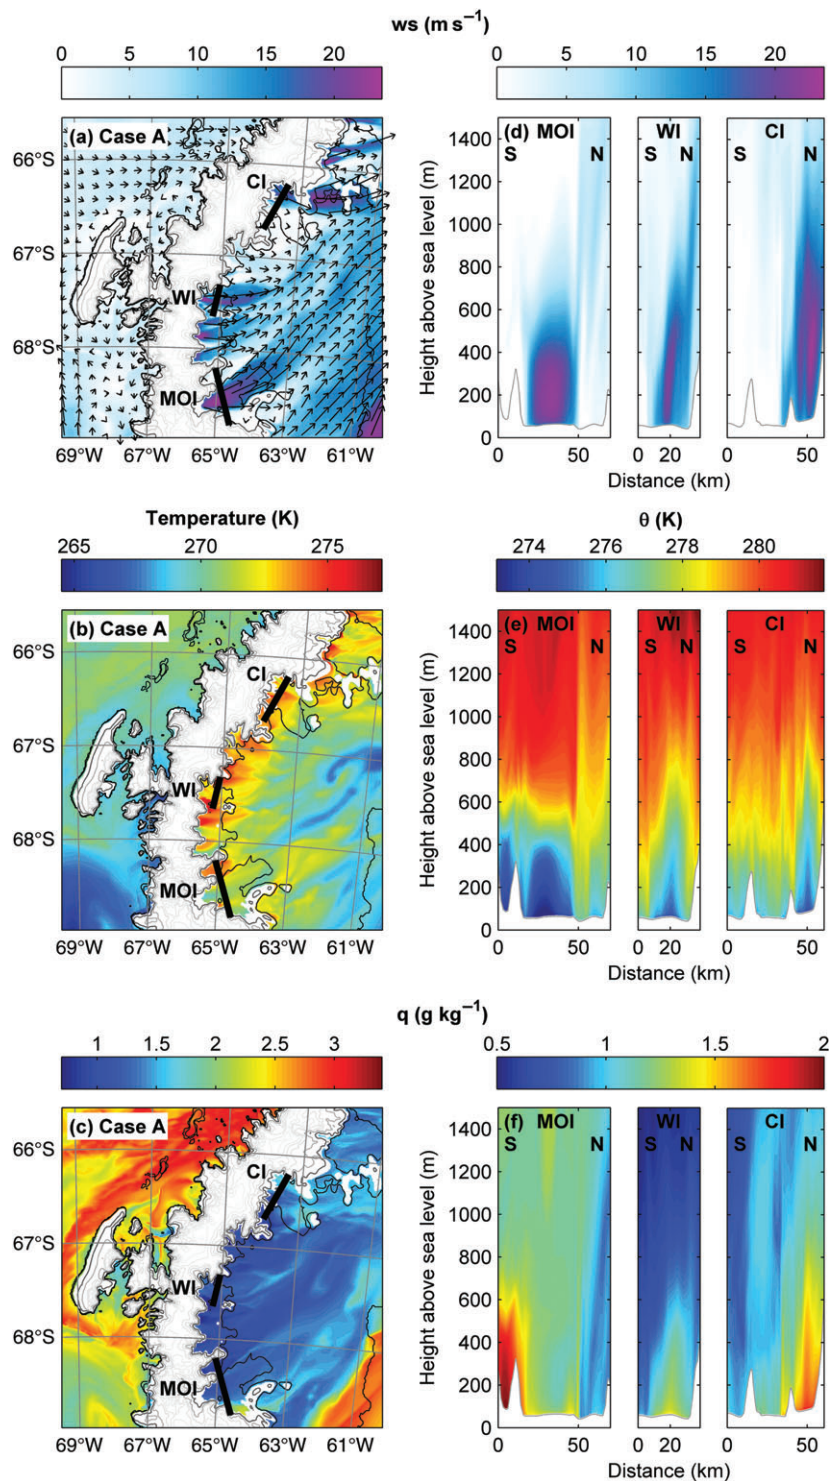 ws (m s⁻¹)
0 5 10 15 20
0 5 10 15 20
(a) Case A
CI
WI
MOI
66°S
67°S
68°S
69°W 67°W 65°W 63°W 61°W
(d) MOI WI CI
S N S N S N
Height above sea level (m)
1400
1200
1000
800
600
400
200
0
0 50 0 20 0 50
Distance (km)
Temperature (K)
265 270 275
θ (K)
274 276 278 280
(b) Case A
CI
WI
MOI
66°S
67°S
68°S
69°W 67°W 65°W 63°W 61°W
(e) MOI WI CI
S N S N S N
Height above sea level (m)
1400
1200
1000
800
600
400
200
0
0 50 0 20 0 50
Distance (km)
q (g kg⁻¹)
1 1.5 2 2.5 3
0.5 1 1.5 2
(c) Case A
CI
WI
MOI
66°S
67°S
68°S
69°W 67°W 65°W 63°W 61°W
(f) MOI WI CI
S N S N S N
Height above sea level (m)
1400
1200
1000
800
600
400
200
0
0 50 0 20 0 50
Distance (km)